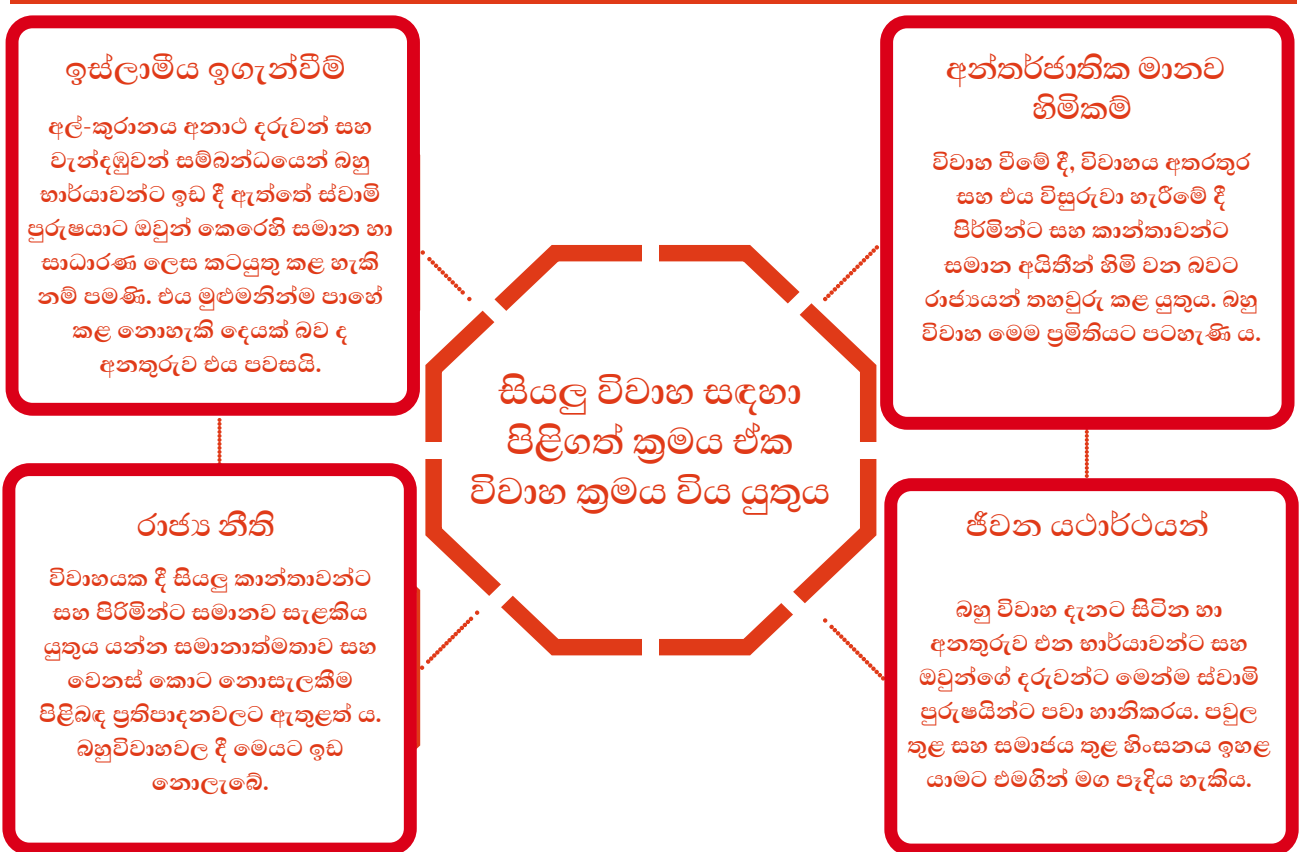 ඉස්ලාමීය ඉගැන්වීම්
අල්-කුරානය අනාථ දරුවන් සහ
වැන්දඹුවන් සම්බන්ධයෙන් බහු
භාර්යාවන්ට ඉඩ දී ඇත්තේ ස්වාමි
පුරුෂයාට ඔවුන් කෙරෙහි සමාන හා
සාධාරණ ලෙස කටයුතු කළ හැකි
නම් පමණි. එය මුළුමනින්ම පාහේ
කළ නොහැකි දෙයක් බව ද
අනතුරුව එය පවසයි.
අන්තර්ජාතික මානව
හිමිකම්
විවාහ වීමේ දී, විවාහය අතරතුර
සහ එය විසුරුවා හැරීමේ දී
පිර්මින්ට සහ කාන්තාවන්ට
සමාන අයිතීන් හිමි වන බවට
රාජ්‍යයන් තහවුරු කළ යුතුය. බහු
විවාහ මෙම ප්‍රමිතියට පටහැණි ය.
සියලු විවාහ සඳහා
පිළිගත් ක්‍රමය ඒක
විවාහ ක්‍රමය විය යුතුය
රාජ්‍ය නීති
විවාහයක දී සියලු කාන්තාවන්ට
සහ පිරිමින්ට සමානව සැළකිය
යුතුය යන්න සමානාත්මතාව සහ
වෙනස් කොට නොසැලකීම
පිළිබඳ ප්‍රතිපාදනවලට ඇතුළත් ය.
බහුවිවාහවල දී මෙයට ඉඩ
නොලැබේ.
ජීවන යථාර්ථයන්
බහු විවාහ දැනට සිටින හා
අනතුරුව එන භාර්යාවන්ට සහ
ඔවුන්ගේ දරුවන්ට මෙන්ම ස්වාමි
පුරුෂයින්ට පවා හානිකරය. පවුල
තුළ සහ සමාජය තුළ හිංසනය ඉහළ
යාමට එමගින් මග පෑදිය හැකිය.